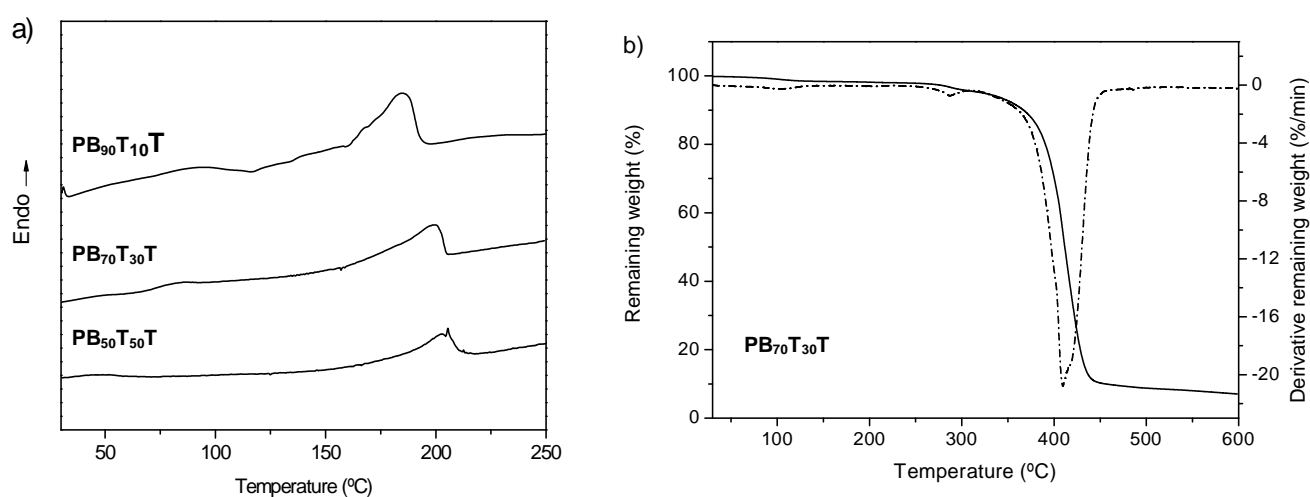 a)
PB90T10T
PB70T30T
PB50T50T
Endo →
50 100 150 200 250
Temperature (ºC)
b)
100
80
60
40
20
0
Remaining weight (%)
PB70T30T
0
-4
-8
-12
-16
-20
Derivative remaining weight (%/min)
100 200 300 400 500 600
Temperature (ºC)